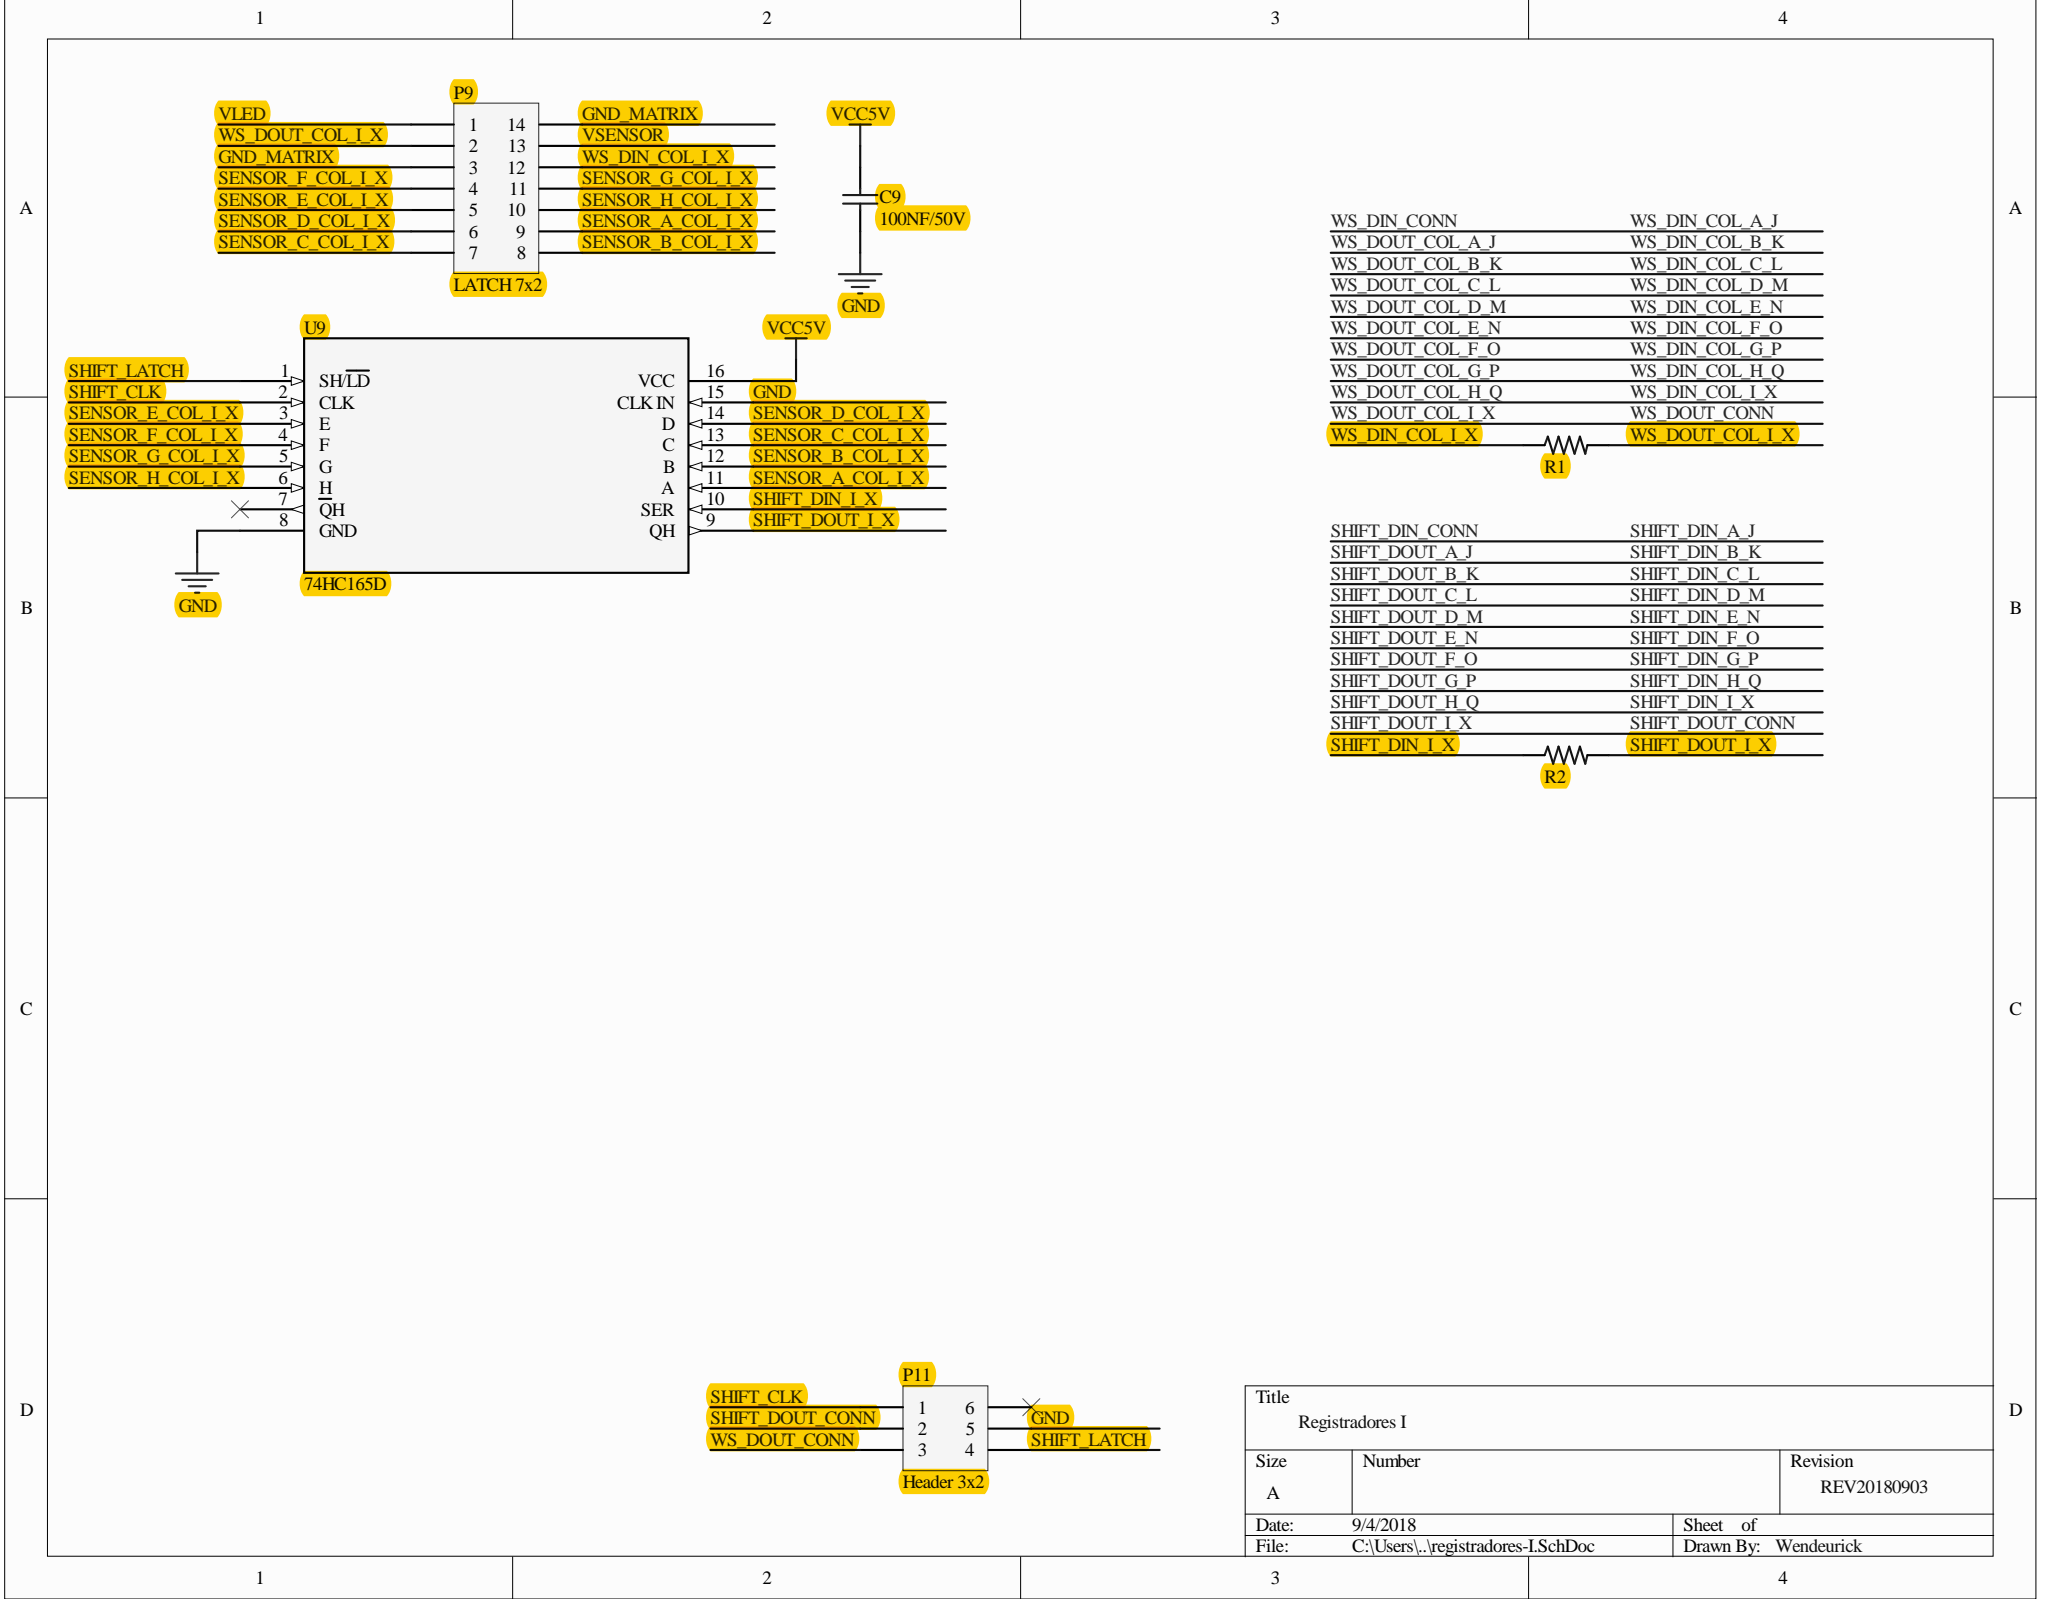 1 2 3 4
P9
VLED 1 14 GND_MATRIX
WS_DOUT_COL_I_X 2 13 VSENSOR
GND_MATRIX 3 12 WS_DIN_COL_I_X
SENSOR_F_COL_I_X 4 11 SENSOR_G_COL_I_X
SENSOR_E_COL_I_X 5 10 SENSOR_H_COL_I_X
SENSOR_D_COL_I_X 6 9 SENSOR_A_COL_I_X
SENSOR_C_COL_I_X 7 8 SENSOR_B_COL_I_X
LATCH 7x2
VCC5V
C9
100NF/50V
GND
A A
U9
VCC5V
SHIFT_LATCH 1 SH/LD VCC 16
SHIFT_CLK 2 CLK CLK IN 15 GND
SENSOR_E_COL_I_X 3 E D 14 SENSOR_D_COL_I_X
SENSOR_F_COL_I_X 4 F C 13 SENSOR_C_COL_I_X
SENSOR_G_COL_I_X 5 G B 12 SENSOR_B_COL_I_X
SENSOR_H_COL_I_X 6 H A 11 SENSOR_A_COL_I_X
7 QH SER 10 SHIFT_DIN_I_X
8 GND QH 9 SHIFT_DOUT_I_X
74HC165D
GND
WS_DIN_CONN WS_DIN_COL_A_J
WS_DOUT_COL_A_J WS_DIN_COL_B_K
WS_DOUT_COL_B_K WS_DIN_COL_C_L
WS_DOUT_COL_C_L WS_DIN_COL_D_M
WS_DOUT_COL_D_M WS_DIN_COL_E_N
WS_DOUT_COL_E_N WS_DIN_COL_F_O
WS_DOUT_COL_F_O WS_DIN_COL_G_P
WS_DOUT_COL_G_P WS_DIN_COL_H_Q
WS_DOUT_COL_H_Q WS_DIN_COL_I_X
WS_DOUT_COL_I_X WS_DOUT_CONN
WS_DIN_COL_I_X WS_DOUT_COL_I_X
R1
SHIFT_DIN_CONN SHIFT_DIN_A_J
SHIFT_DOUT_A_J SHIFT_DIN_B_K
SHIFT_DOUT_B_K SHIFT_DIN_C_L
SHIFT_DOUT_C_L SHIFT_DIN_D_M
SHIFT_DOUT_D_M SHIFT_DIN_E_N
SHIFT_DOUT_E_N SHIFT_DIN_F_O
SHIFT_DOUT_F_O SHIFT_DIN_G_P
SHIFT_DOUT_G_P SHIFT_DIN_H_Q
SHIFT_DOUT_H_Q SHIFT_DIN_I_X
SHIFT_DOUT_I_X SHIFT_DOUT_CONN
SHIFT_DIN_I_X SHIFT_DOUT_I_X
R2
B B
C C
P11
SHIFT_CLK 1 6
SHIFT_DOUT_CONN 2 5 GND
WS_DOUT_CONN 3 4 SHIFT_LATCH
Header 3x2
D D
Title
Registradores I
Size Number Revision
A REV20180903
Date: 9/4/2018 Sheet of
File: C:\Users\..\registradores-I.SchDoc Drawn By: Wendeurick
1 2 3 4